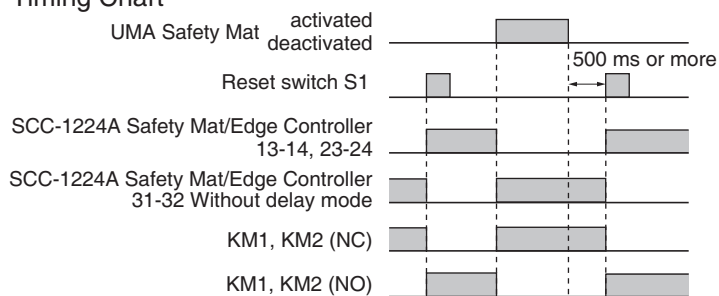 Timing Chart
UMA Safety Mat activated
deactivated
500 ms or more
Reset switch S1
SCC-1224A Safety Mat/Edge Controller
13-14, 23-24
SCC-1224A Safety Mat/Edge Controller
31-32 Without delay mode
KM1, KM2 (NC)
KM1, KM2 (NO)